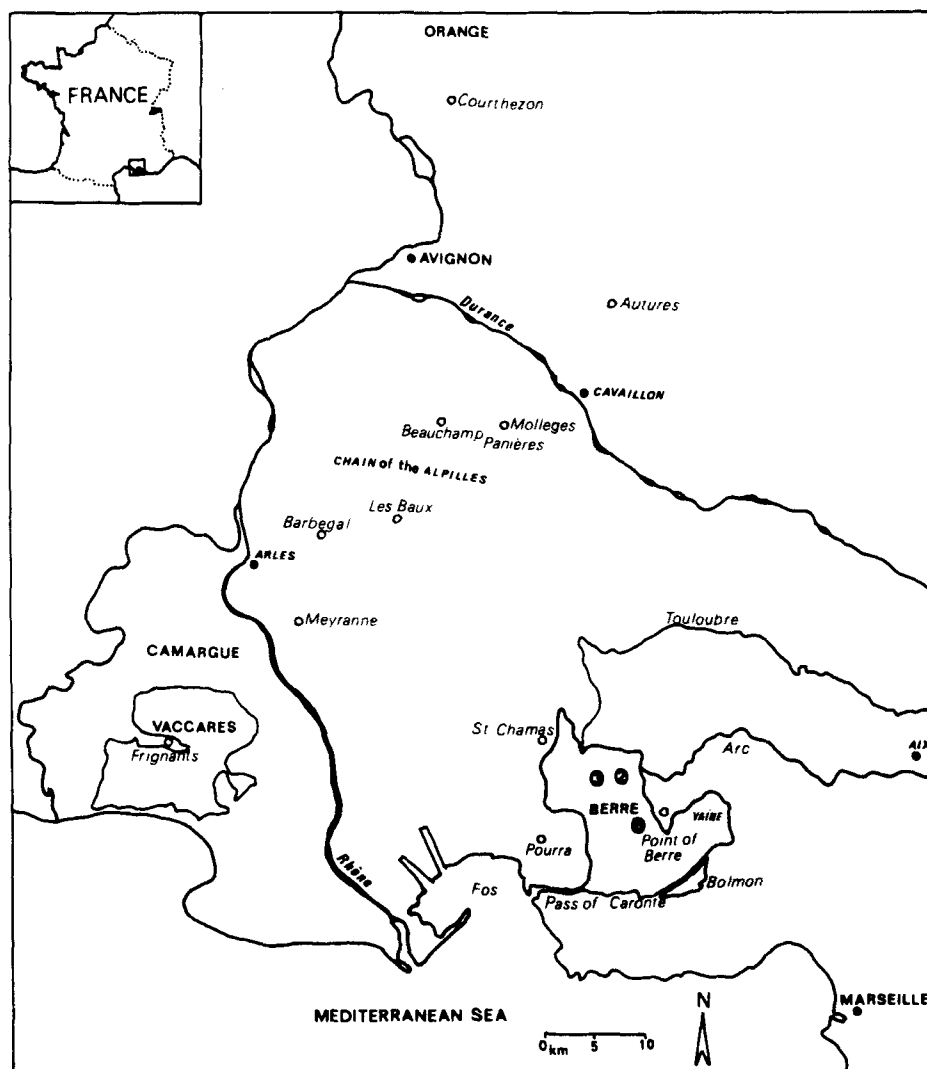 ORANGE
FRANCE
Courthezon
AVIGNON
Durance
Autures
CAVAILLON
Beauchamp
Molleges
Panières
CHAIN of the ALPILLES
Les Baux
Barbegal
ARLES
Meyranne
Touloubre
CAMARGUE
VACCARES
Frignants
St Chamas
Arc
AIX
1 2
BERRE
VAINE
Point of
Berre
Pourra
Rhône
Fos
Pass of Caronte
Bolmon
MEDITERRANEAN SEA
N
MARSEILLE
0 5 10
km